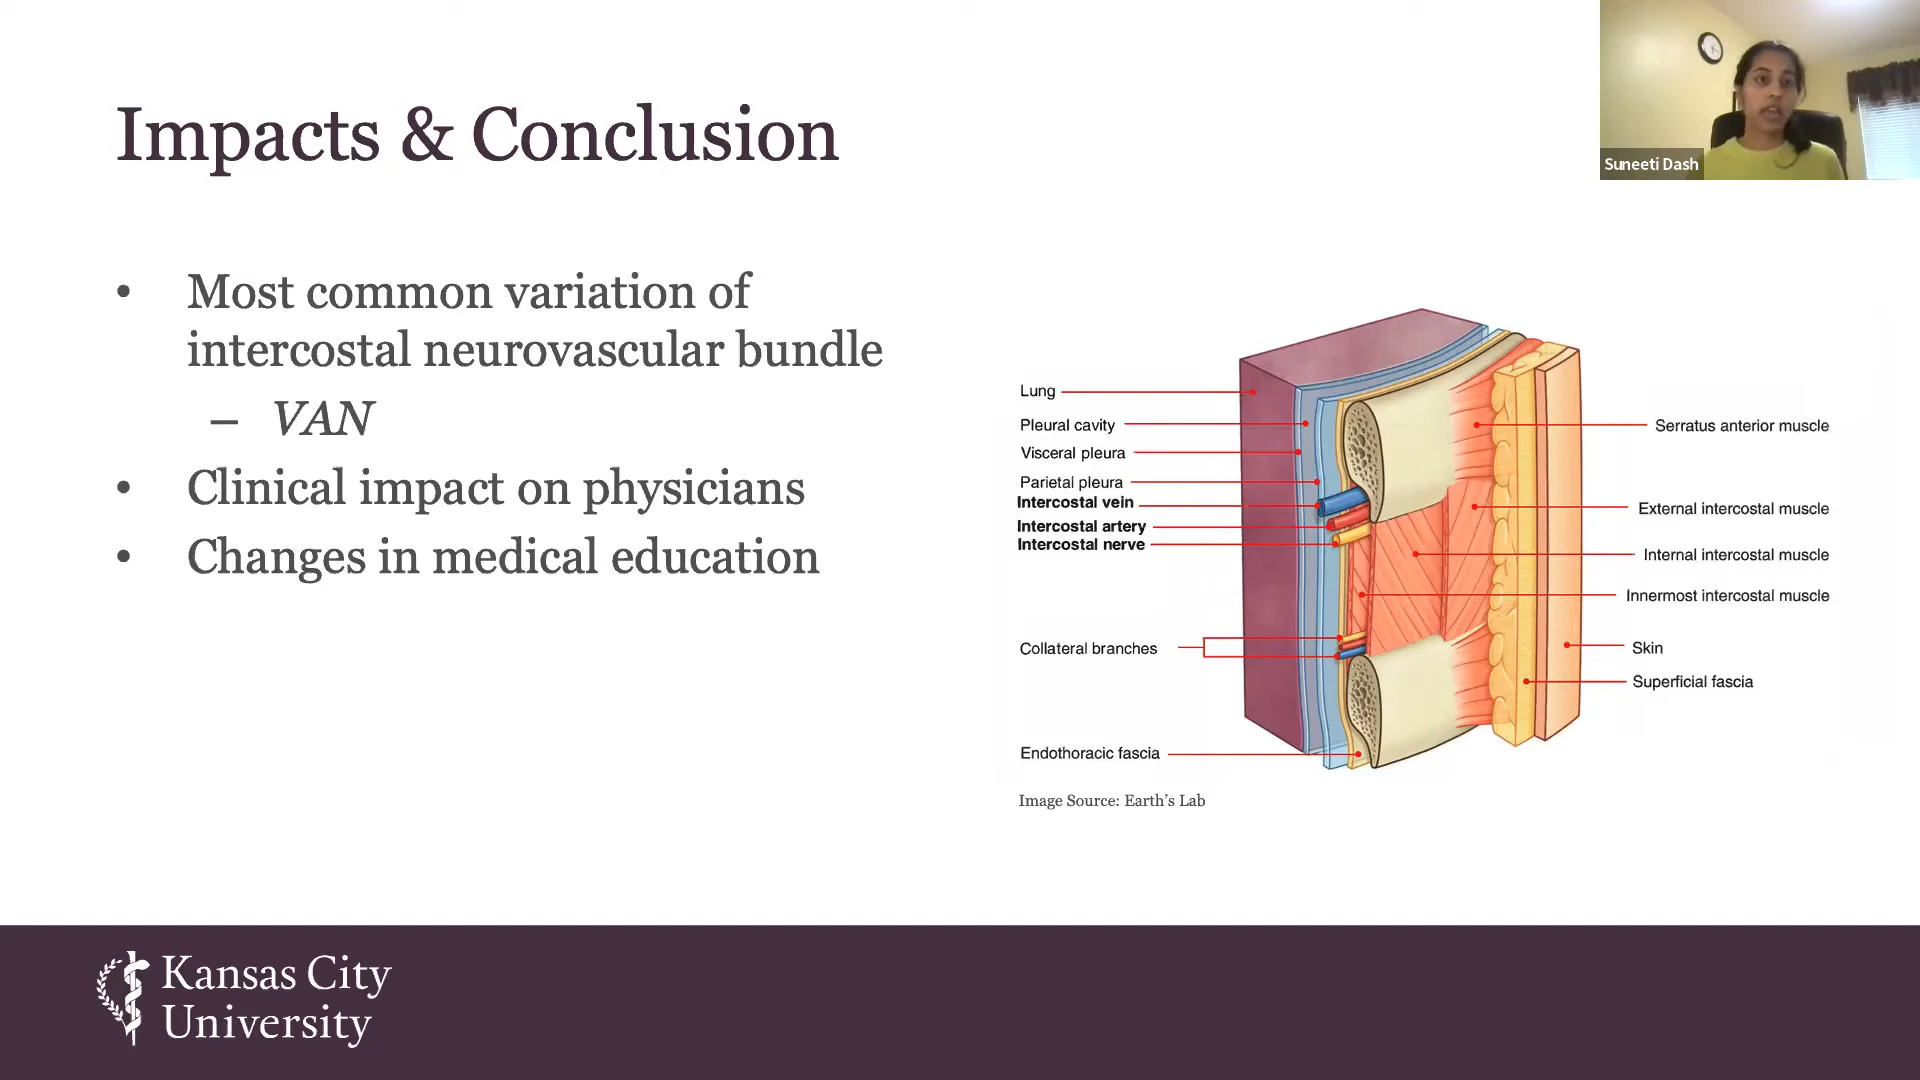 Impacts & Conclusion
Suneeti Dash
• Most common variation of
intercostal neurovascular bundle
– VAN
• Clinical impact on physicians
• Changes in medical education
Lung
Pleural cavity
Visceral pleura
Parietal pleura
Intercostal vein
Intercostal artery
Intercostal nerve
Collateral branches
Endothoracic fascia
Serratus anterior muscle
External intercostal muscle
Internal intercostal muscle
Innermost intercostal muscle
Skin
Superficial fascia
Image Source: Earth’s Lab
Kansas City
University